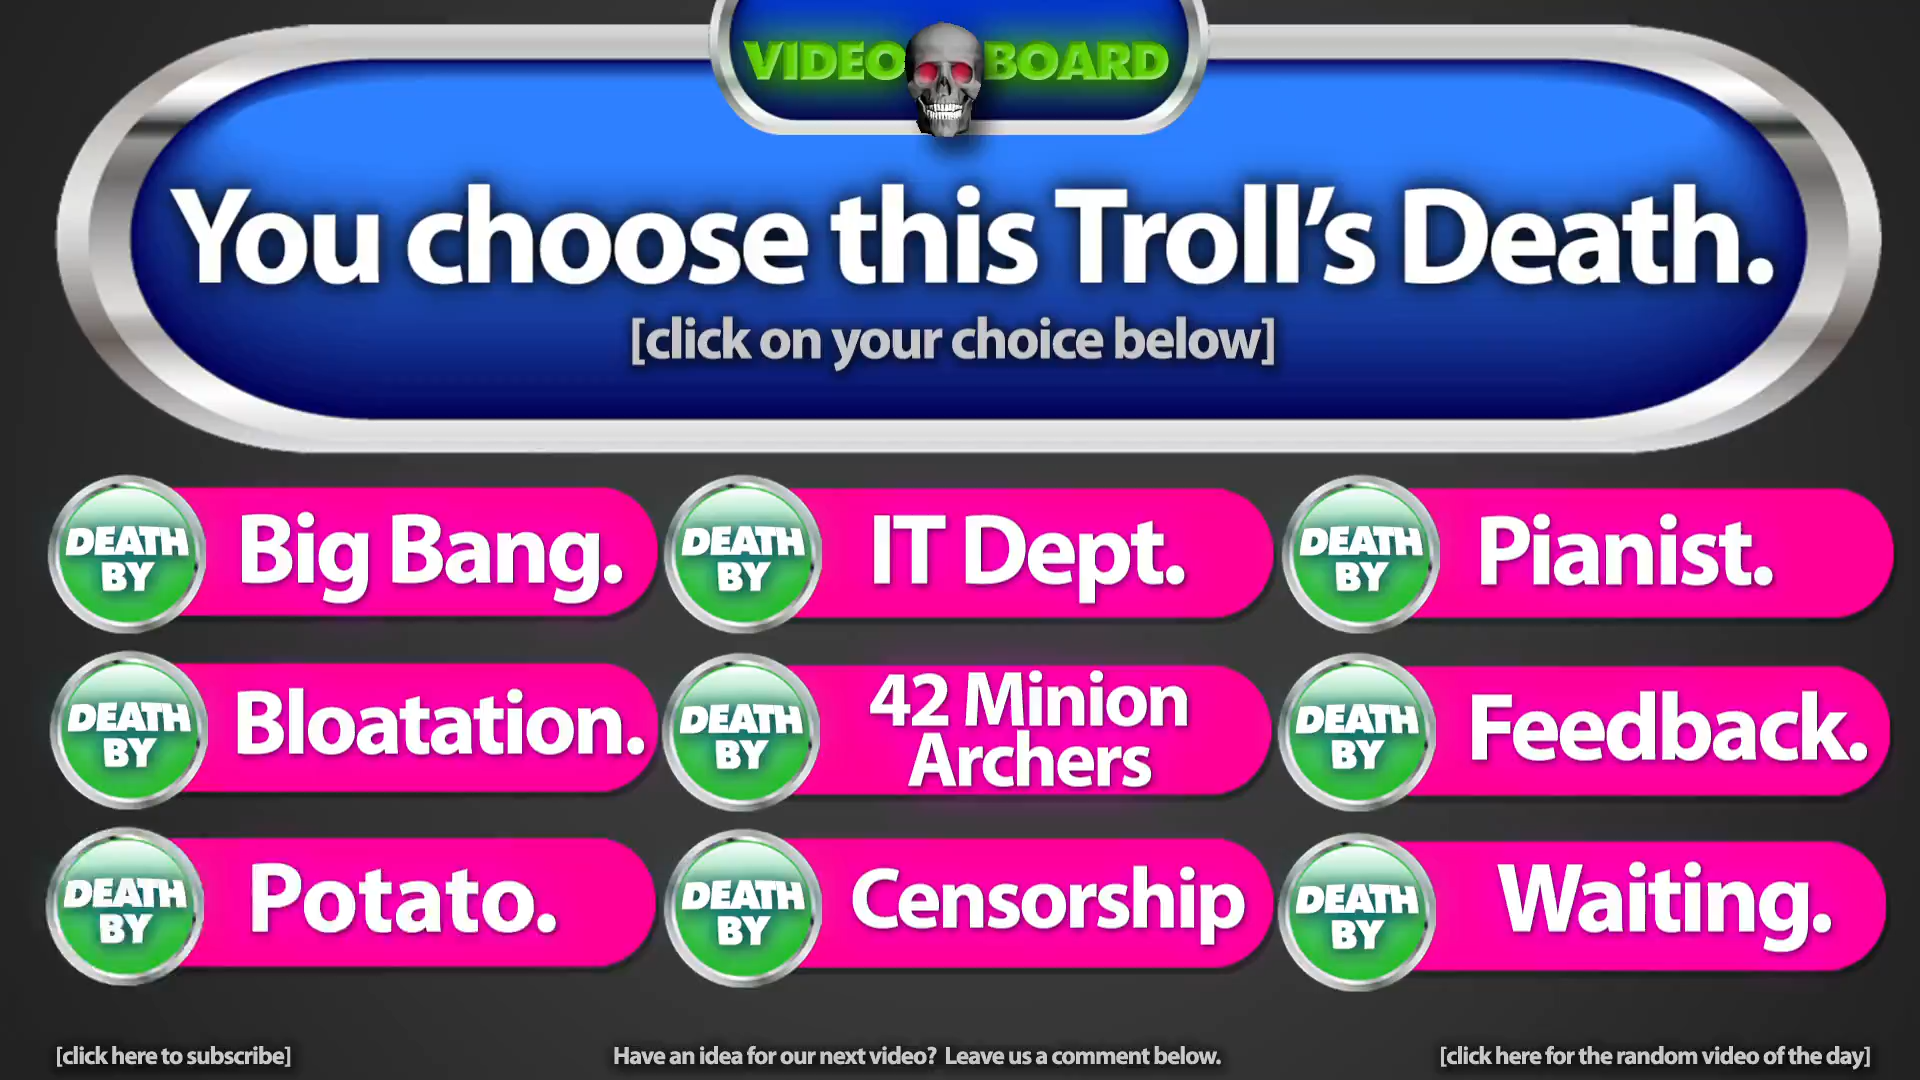 VIDEO BOARD
You choose this Troll's Death.
[click on your choice below]
DEATH
BY
Big Bang.
DEATH
BY
IT Dept.
DEATH
BY
Pianist.
DEATH
BY
Bloatation.
DEATH
BY
42 Minion
Archers
DEATH
BY
Feedback.
DEATH
BY
Potato.
DEATH
BY
Censorship
DEATH
BY
Waiting.
[click here to subscribe]
Have an idea for our next video? Leave us a comment below.
[click here for the random video of the day]